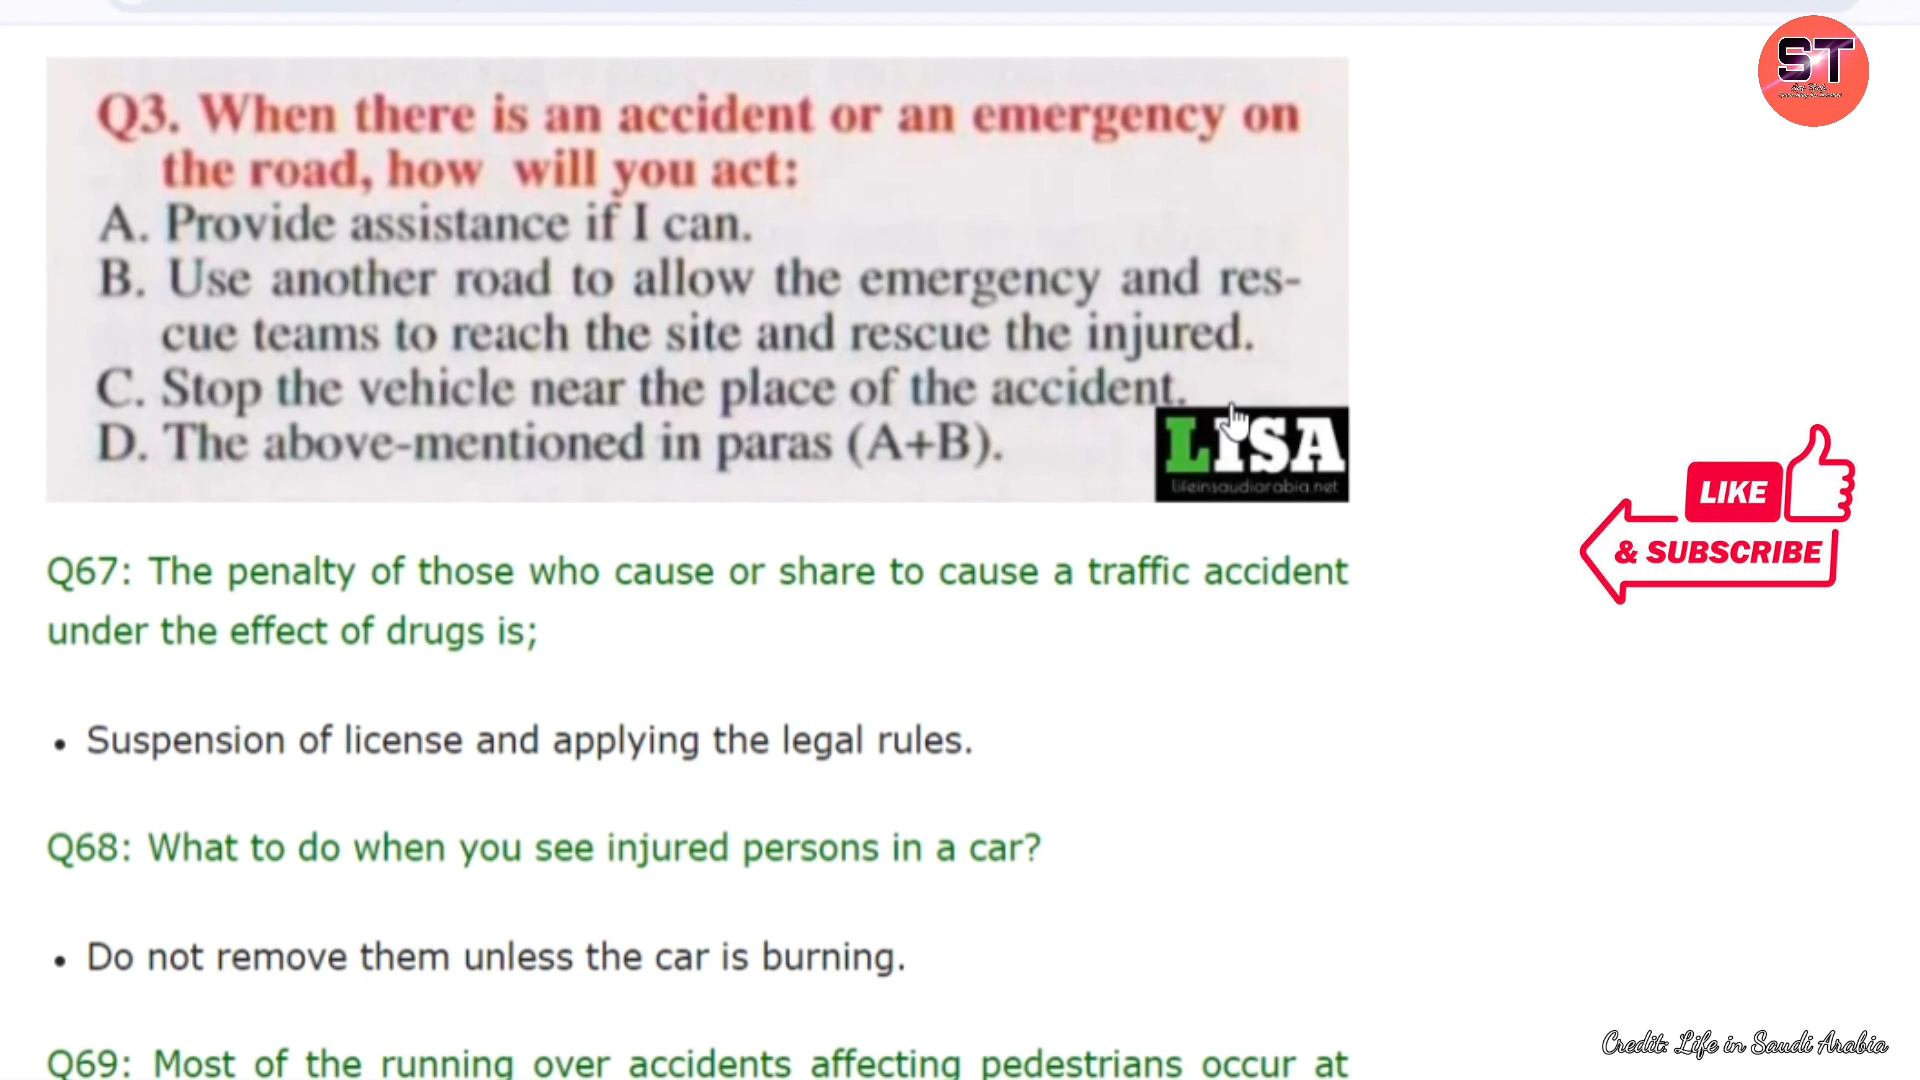 ST
Q3. When there is an accident or an emergency on
the road, how will you act:
A. Provide assistance if I can.
B. Use another road to allow the emergency and res-
cue teams to reach the site and rescue the injured.
C. Stop the vehicle near the place of the accident.
D. The above-mentioned in paras (A+B).
LiSA
lifeinsaudiarabia.net
LIKE
& SUBSCRIBE
Q67: The penalty of those who cause or share to cause a traffic accident
under the effect of drugs is;
• Suspension of license and applying the legal rules.
Q68: What to do when you see injured persons in a car?
• Do not remove them unless the car is burning.
Q69: Most of the running over accidents affecting pedestrians occur at
Credit: Life in Saudi Arabia